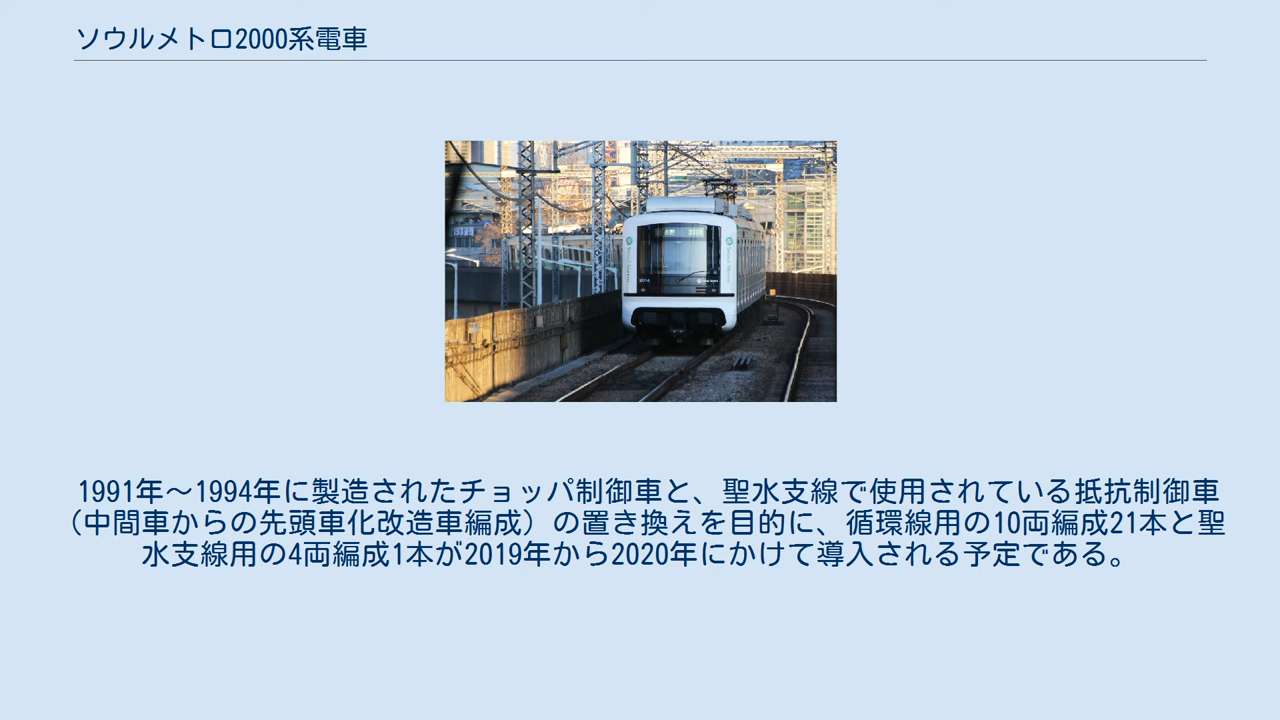 ソウルメトロ2000系電車
1991年～1994年に製造されたチョッパ制御車と、聖水支線で使用されている抵抗制御車
（中間車からの先頭車化改造車編成）の置き換えを目的に、循環線用の10両編成21本と聖
水支線用の4両編成1本が2019年から2020年にかけて導入される予定である。